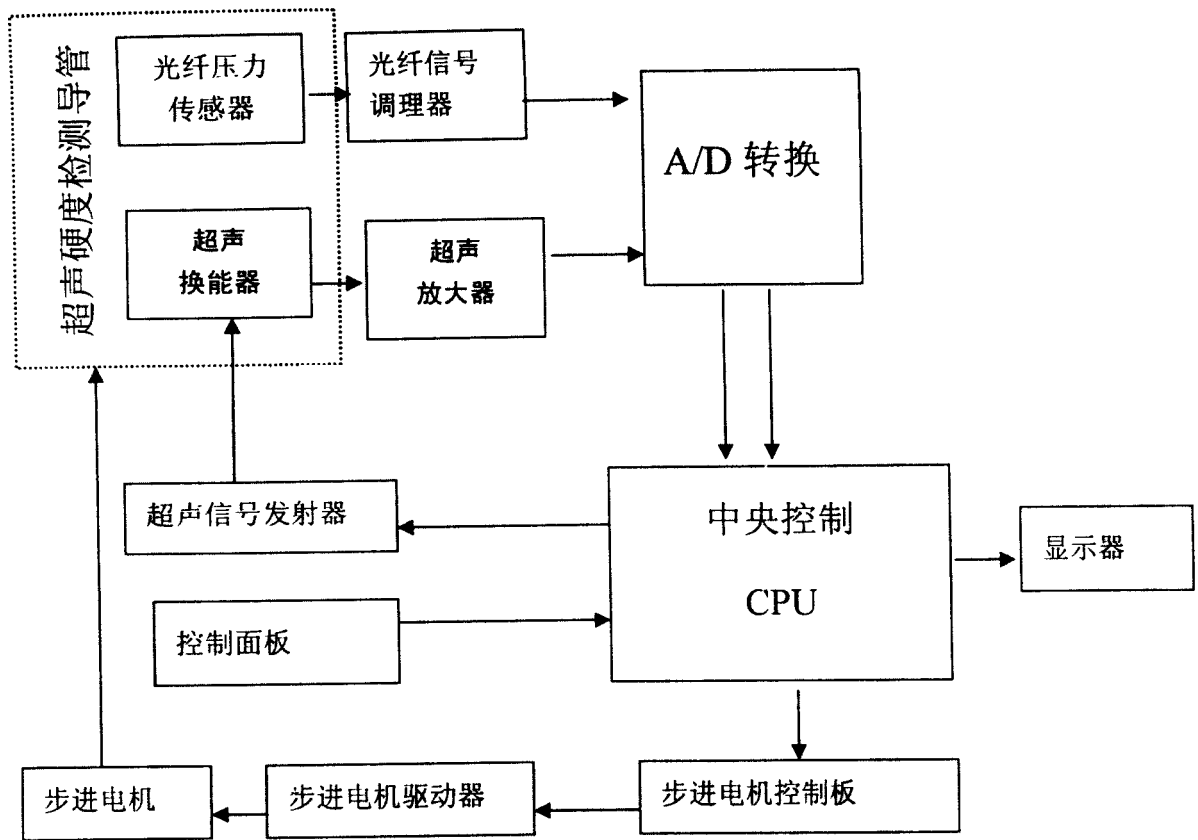 超声硬度检测导管
光纤压力
传感器
光纤信号
调理器
A/D 转换
超声
换能器
超声
放大器
超声信号发射器
中央控制
CPU
显示器
控制面板
步进电机
步进电机驱动器
步进电机控制板